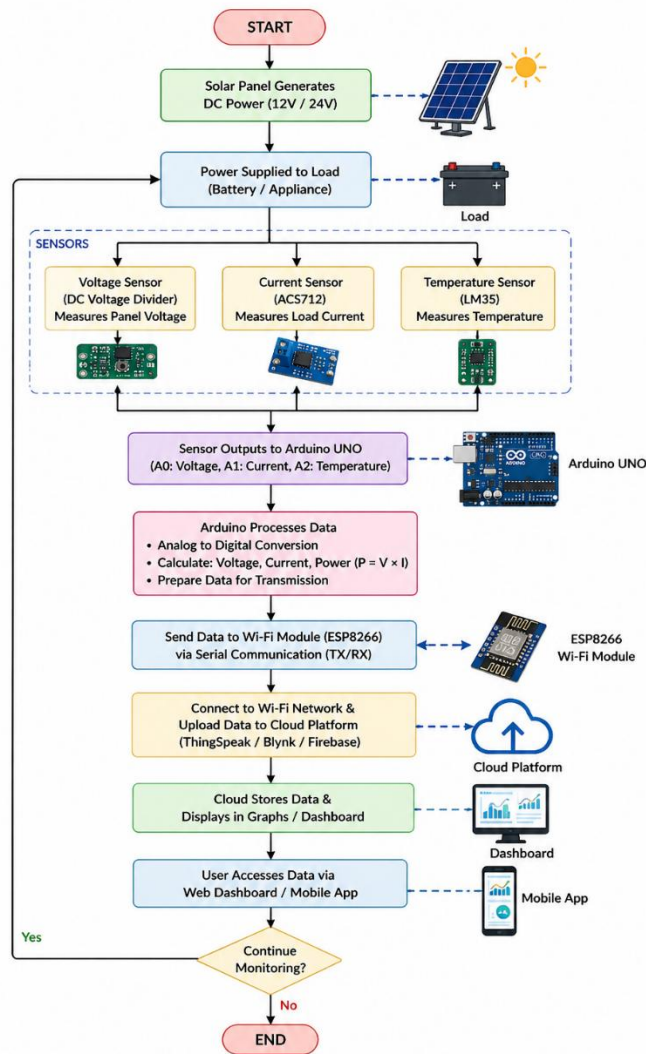 START
Solar Panel Generates
DC Power (12V / 24V)
Power Supplied to Load
(Battery / Appliance)
Load
SENSORS
Voltage Sensor
(DC Voltage Divider)
Measures Panel Voltage
Current Sensor
(ACS712)
Measures Load Current
Temperature Sensor
(LM35)
Measures Temperature
Sensor Outputs to Arduino UNO
(A0: Voltage, A1: Current, A2: Temperature)
Arduino UNO
Arduino Processes Data
• Analog to Digital Conversion
• Calculate: Voltage, Current, Power (P = V × I)
• Prepare Data for Transmission
Send Data to Wi-Fi Module (ESP8266)
via Serial Communication (TX/RX)
ESP8266
Wi-Fi Module
Connect to Wi-Fi Network &
Upload Data to Cloud Platform
(ThingSpeak / Blynk / Firebase)
Cloud Platform
Cloud Stores Data &
Displays in Graphs / Dashboard
Dashboard
User Accesses Data via
Web Dashboard / Mobile App
Mobile App
Yes
Continue
Monitoring?
No
END